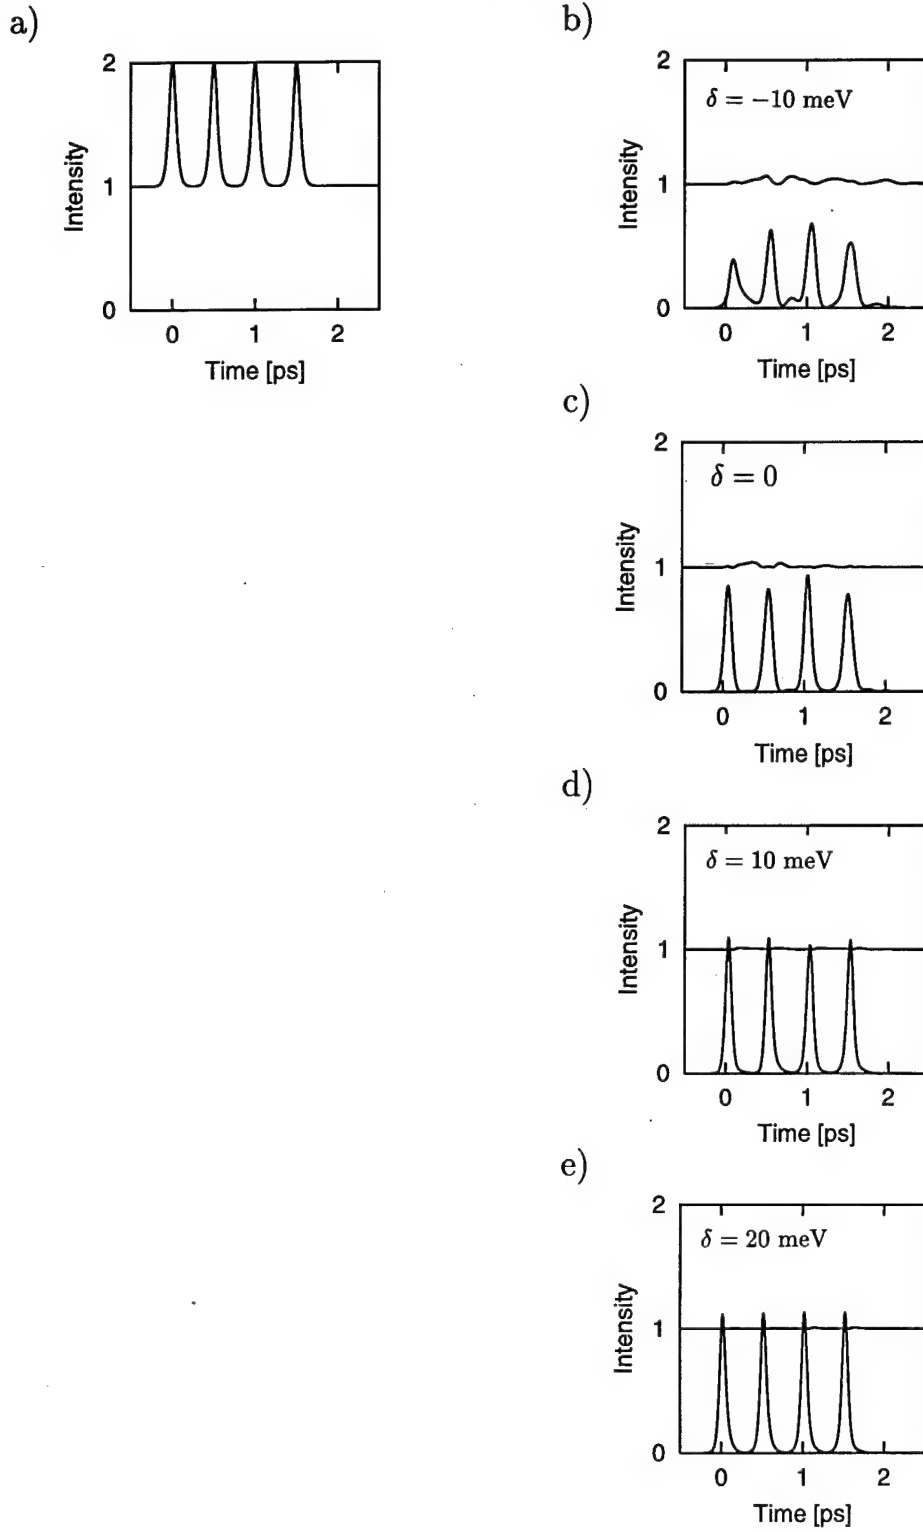 a)
2
1
0
Intensity
0 1 2
Time [ps]
b)
2
1
0
Intensity
δ = −10 meV
0 1 2
Time [ps]
c)
2
1
0
Intensity
δ = 0
0 1 2
Time [ps]
d)
2
1
0
Intensity
δ = 10 meV
0 1 2
Time [ps]
e)
2
1
0
Intensity
δ = 20 meV
0 1 2
Time [ps]